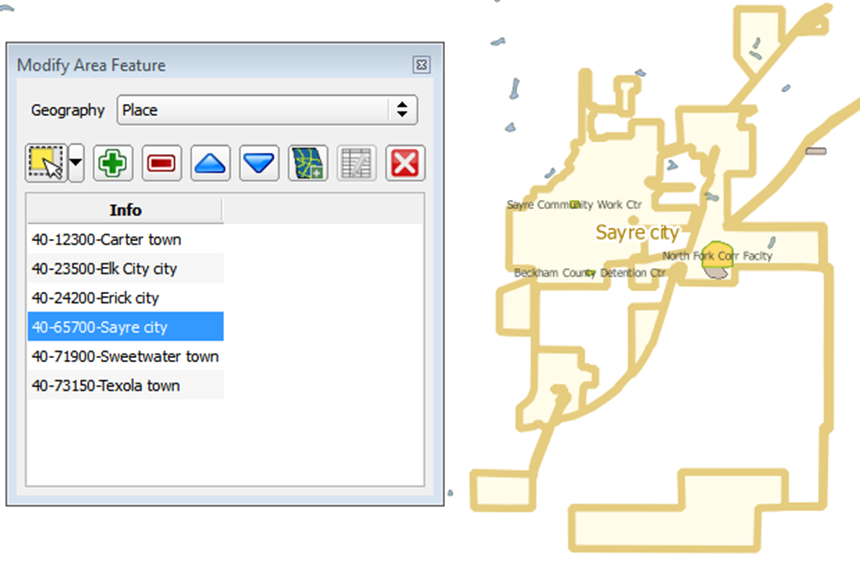 Modify Area Feature
Geography Place
Info
40-12300-Carter town
40-23500-Elk City city
40-24200-Erick city
40-65700-Sayre city
40-71900-Sweetwater town
40-73150-Texola town
Sayre Community Work Ctr
Sayre city
North Fork Corr Facility
Beckham County Detention Ctr